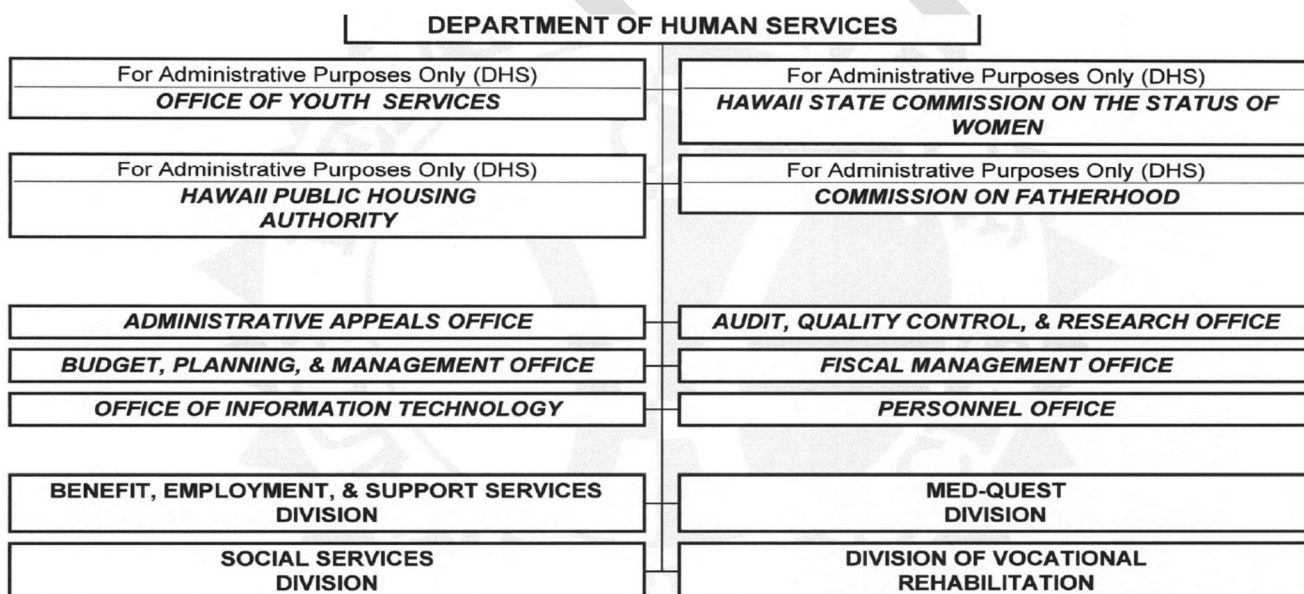 DEPARTMENT OF HUMAN SERVICES
For Administrative Purposes Only (DHS)
OFFICE OF YOUTH SERVICES
For Administrative Purposes Only (DHS)
HAWAII STATE COMMISSION ON THE STATUS OF
WOMEN
For Administrative Purposes Only (DHS)
HAWAII PUBLIC HOUSING
AUTHORITY
For Administrative Purposes Only (DHS)
COMMISSION ON FATHERHOOD
ADMINISTRATIVE APPEALS OFFICE
AUDIT, QUALITY CONTROL, & RESEARCH OFFICE
BUDGET, PLANNING, & MANAGEMENT OFFICE
FISCAL MANAGEMENT OFFICE
OFFICE OF INFORMATION TECHNOLOGY
PERSONNEL OFFICE
BENEFIT, EMPLOYMENT, & SUPPORT SERVICES
DIVISION
MED-QUEST
DIVISION
SOCIAL SERVICES
DIVISION
DIVISION OF VOCATIONAL
REHABILITATION